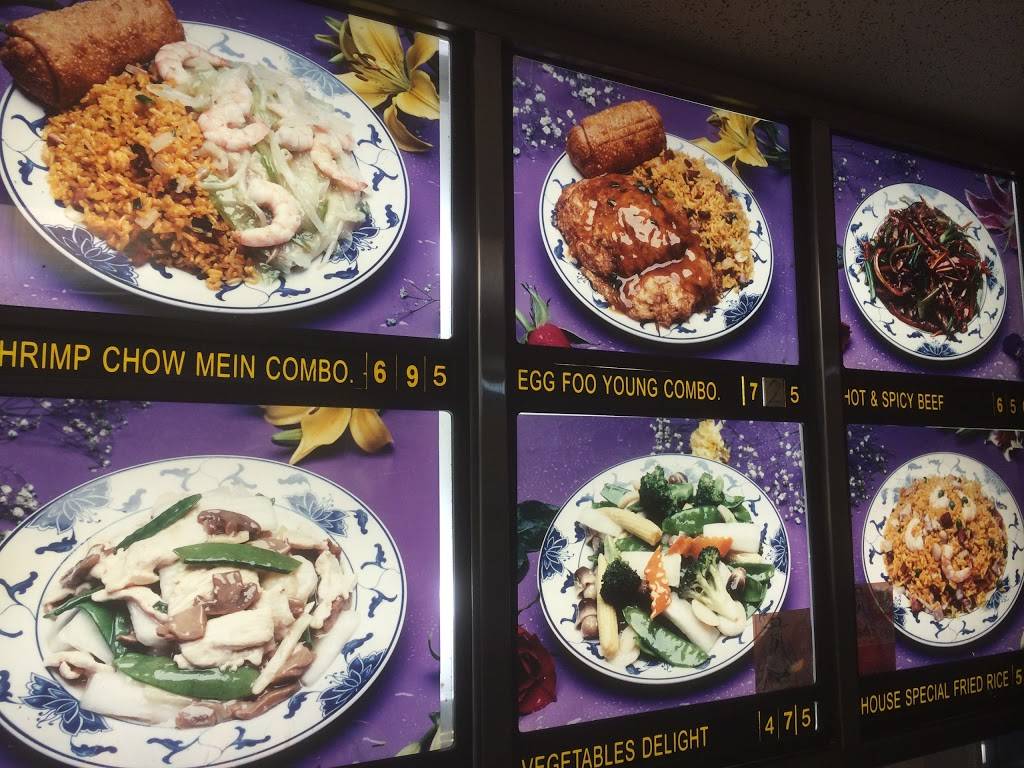 HRIMP CHOW MEIN COMBO. 6 9 5
EGG FOO YOUNG COMBO. 7 2 5
HOT & SPICY BEEF 6 5
VEGETABLES DELIGHT 4 7 5
HOUSE SPECIAL FRIED RICE 5